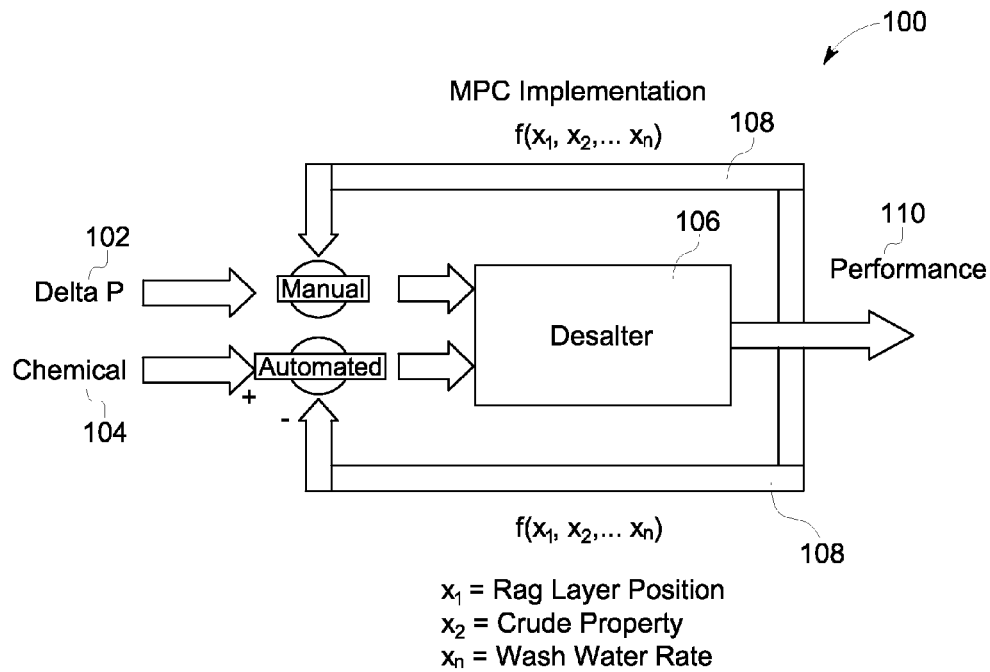 100
MPC Implementation
f(x₁, x₂,... xₙ)
108
102
106
110
Delta P
Manual
Performance
Desalter
Chemical
Automated
+
-
104
f(x₁, x₂,... xₙ)
108
x₁ = Rag Layer Position
x₂ = Crude Property
xₙ = Wash Water Rate